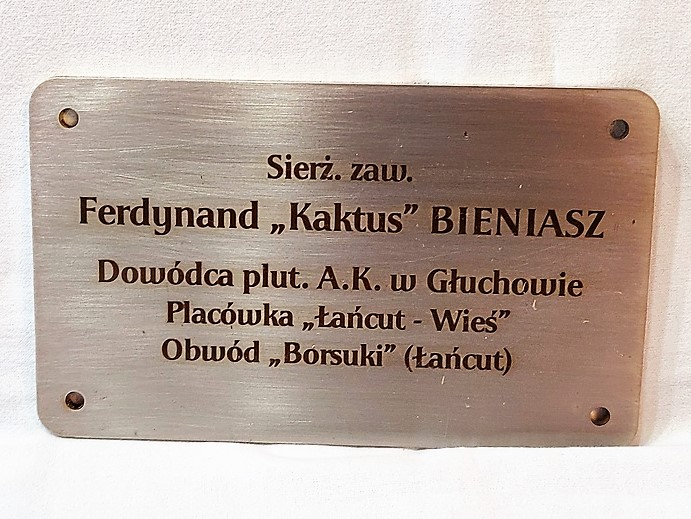 Sierż. zaw.
Ferdynand „Kaktus” BIENIASZ
Dowódca plut. A.K. w Głuchowie
Placówka „Łańcut - Wieś”
Obwód „Borsuki” (Łańcut)